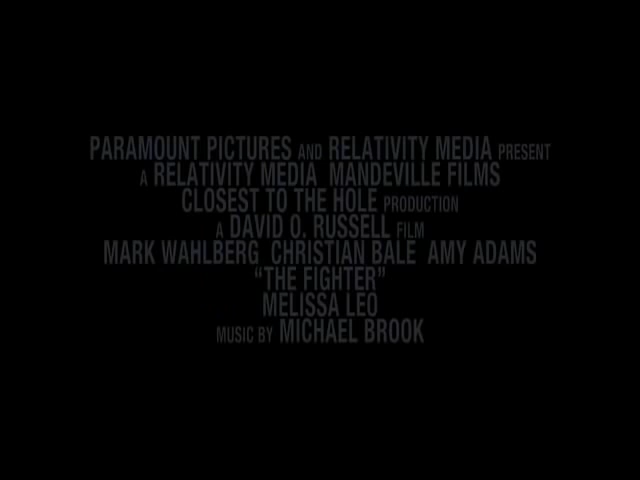 PARAMOUNT PICTURES AND RELATIVITY MEDIA PRESENT
A RELATIVITY MEDIA MANDEVILLE FILMS
CLOSEST TO THE HOLE PRODUCTION
A DAVID O. RUSSELL FILM
MARK WAHLBERG CHRISTIAN BALE AMY ADAMS
“THE FIGHTER”
MELISSA LEO
MUSIC BY MICHAEL BROOK